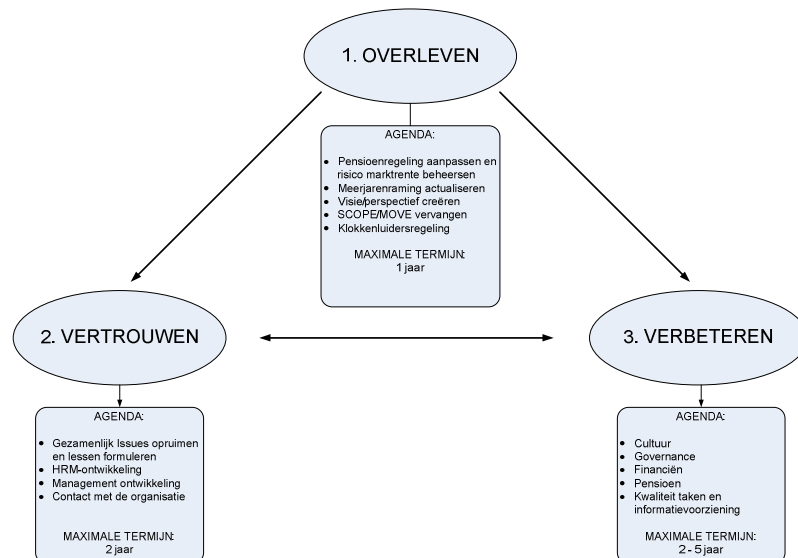 1. OVERLEVEN
AGENDA:
• Pensioenregeling aanpassen en
risico marktrente beheersen
• Meerjarenraming actualiseren
• Visie/perspectief creëren
• SCOPE/MOVE vervangen
• Klokkenluidersregeling
MAXIMALE TERMIJN:
1 jaar
2. VERTROUWEN
AGENDA:
• Gezamenlijk Issues opruimen
en lessen formuleren
• HRM-ontwikkeling
• Management ontwikkeling
• Contact met de organisatie
MAXIMALE TERMIJN:
2 jaar
3. VERBETEREN
AGENDA:
• Cultuur
• Governance
• Financiën
• Pensioen
• Kwaliteit taken en
informatievoorziening
MAXIMALE TERMIJN:
2 - 5 jaar